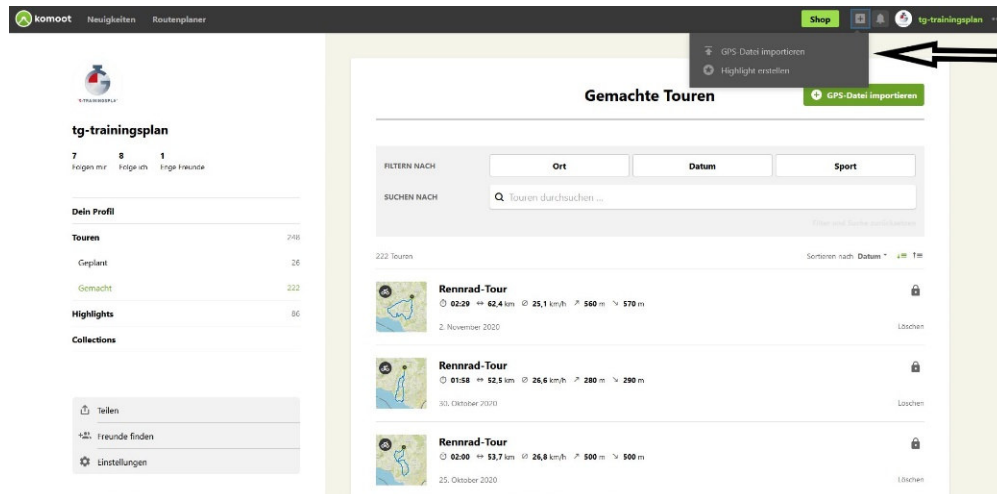 komoot Neuigkeiten Routenplaner Shop tg-trainingsplan
GPS-Datei importieren
Highlight erstellen
Gemachte Touren
GPS-Datei importieren
tg-trainingsplan
7 8 1
Folgen mir Folge ich Enge Freunde
FILTERN NACH Ort Datum Sport
SUCHEN NACH Touren durchsuchen ...
Dein Profil
Touren 248
Geplant 26
Gemacht 222
Highlights 86
Collections
222 Touren Sortieren nach Datum
Rennrad-Tour
02:29 62,4 km 25,1 km/h 560 m 570 m
2. November 2020 Löschen
Rennrad-Tour
01:58 52,5 km 26,6 km/h 280 m 290 m
30. Oktober 2020 Löschen
Rennrad-Tour
02:00 53,7 km 26,8 km/h 500 m 500 m
25. Oktober 2020 Löschen
Teilen
Freunde finden
Einstellungen